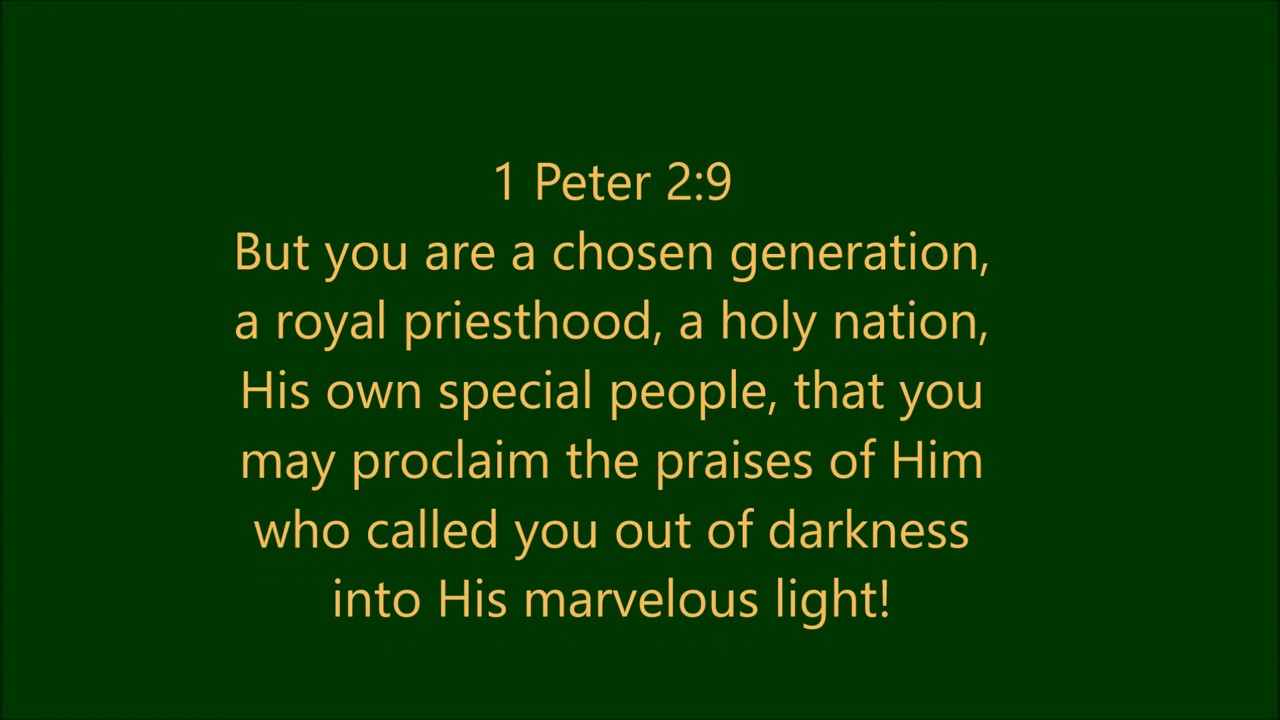 1 Peter 2:9
But you are a chosen generation,
a royal priesthood, a holy nation,
His own special people, that you
may proclaim the praises of Him
who called you out of darkness
into His marvelous light!